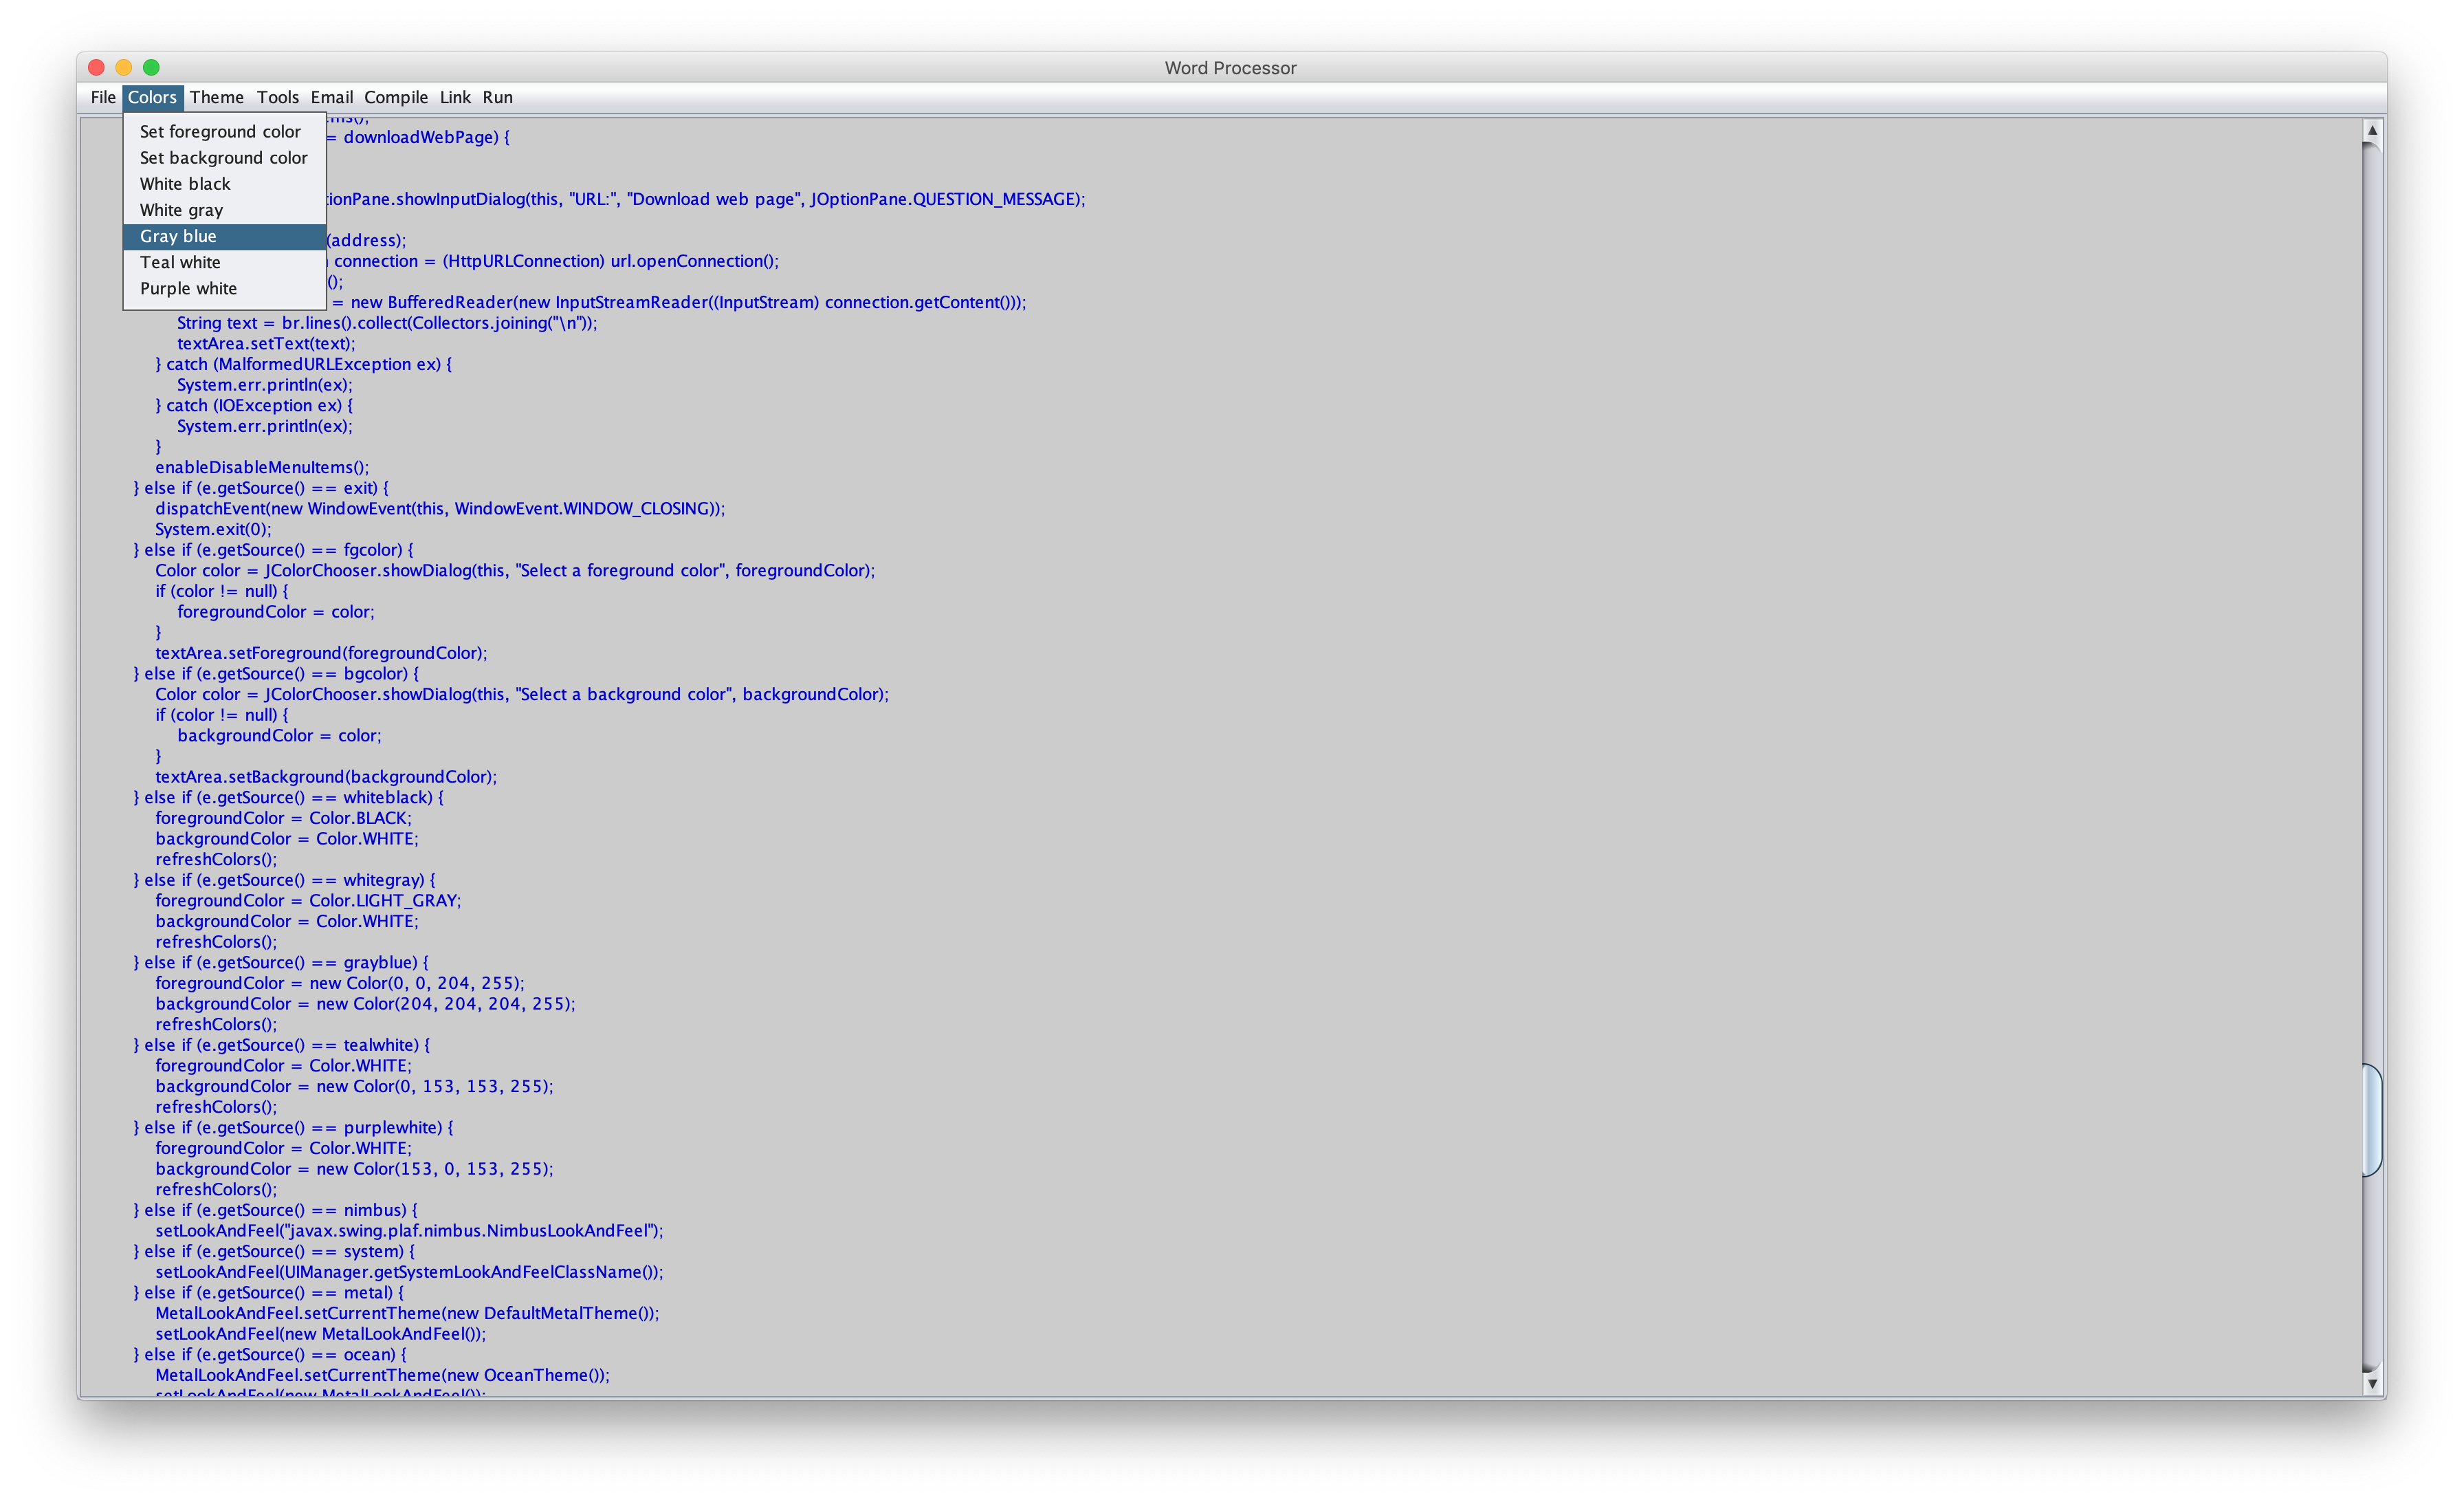 Word Processor
File Colors Theme Tools Email Compile Link Run
Set foreground color
Set background color
White black
White gray
Gray blue
Teal white
Purple white
= downloadWebPage) {
tionPane.showInputDialog(this, "URL:", "Download web page", JOptionPane.QUESTION_MESSAGE);
(address);
connection = (HttpURLConnection) url.openConnection();
();
= new BufferedReader(new InputStreamReader((InputStream) connection.getContent()));
String text = br.lines().collect(Collectors.joining("\n"));
textArea.setText(text);
} catch (MalformedURLException ex) {
System.err.println(ex);
} catch (IOException ex) {
System.err.println(ex);
}
enableDisableMenuItems();
} else if (e.getSource() == exit) {
dispatchEvent(new WindowEvent(this, WindowEvent.WINDOW_CLOSING));
System.exit(0);
} else if (e.getSource() == fgcolor) {
Color color = JColorChooser.showDialog(this, "Select a foreground color", foregroundColor);
if (color != null) {
foregroundColor = color;
}
textArea.setForeground(foregroundColor);
} else if (e.getSource() == bgcolor) {
Color color = JColorChooser.showDialog(this, "Select a background color", backgroundColor);
if (color != null) {
backgroundColor = color;
}
textArea.setBackground(backgroundColor);
} else if (e.getSource() == whiteblack) {
foregroundColor = Color.BLACK;
backgroundColor = Color.WHITE;
refreshColors();
} else if (e.getSource() == whitegray) {
foregroundColor = Color.LIGHT_GRAY;
backgroundColor = Color.WHITE;
refreshColors();
} else if (e.getSource() == grayblue) {
foregroundColor = new Color(0, 0, 204, 255);
backgroundColor = new Color(204, 204, 204, 255);
refreshColors();
} else if (e.getSource() == tealwhite) {
foregroundColor = Color.WHITE;
backgroundColor = new Color(0, 153, 153, 255);
refreshColors();
} else if (e.getSource() == purplewhite) {
foregroundColor = Color.WHITE;
backgroundColor = new Color(153, 0, 153, 255);
refreshColors();
} else if (e.getSource() == nimbus) {
setLookAndFeel("javax.swing.plaf.nimbus.NimbusLookAndFeel");
} else if (e.getSource() == system) {
setLookAndFeel(UIManager.getSystemLookAndFeelClassName());
} else if (e.getSource() == metal) {
MetalLookAndFeel.setCurrentTheme(new DefaultMetalTheme());
setLookAndFeel(new MetalLookAndFeel());
} else if (e.getSource() == ocean) {
MetalLookAndFeel.setCurrentTheme(new OceanTheme());
setLookAndFeel(new MetalLookAndFeel());